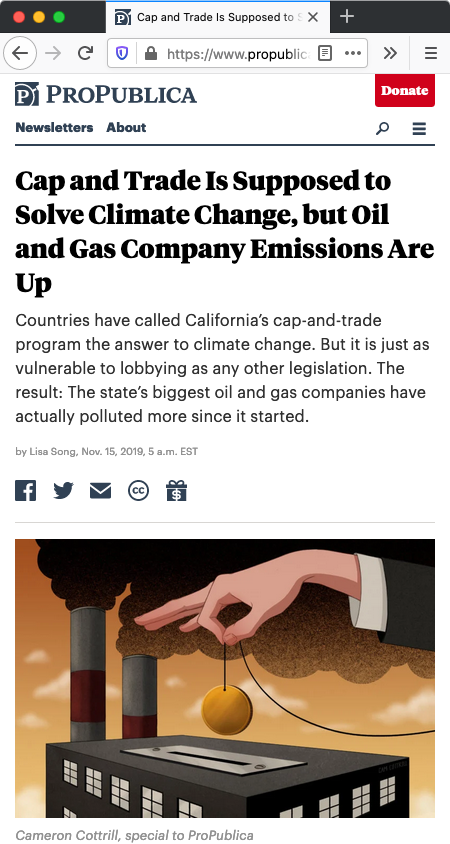 Cap and Trade Is Supposed to S
https://www.propublic
PROPUBLICA
Donate
Newsletters About
Cap and Trade Is Supposed to
Solve Climate Change, but Oil
and Gas Company Emissions Are
Up
Countries have called California's cap-and-trade
program the answer to climate change. But it is just as
vulnerable to lobbying as any other legislation. The
result: The state's biggest oil and gas companies have
actually polluted more since it started.
by Lisa Song, Nov. 15, 2019, 5 a.m. EST
cc
$
Cameron Cottrill, special to ProPublica